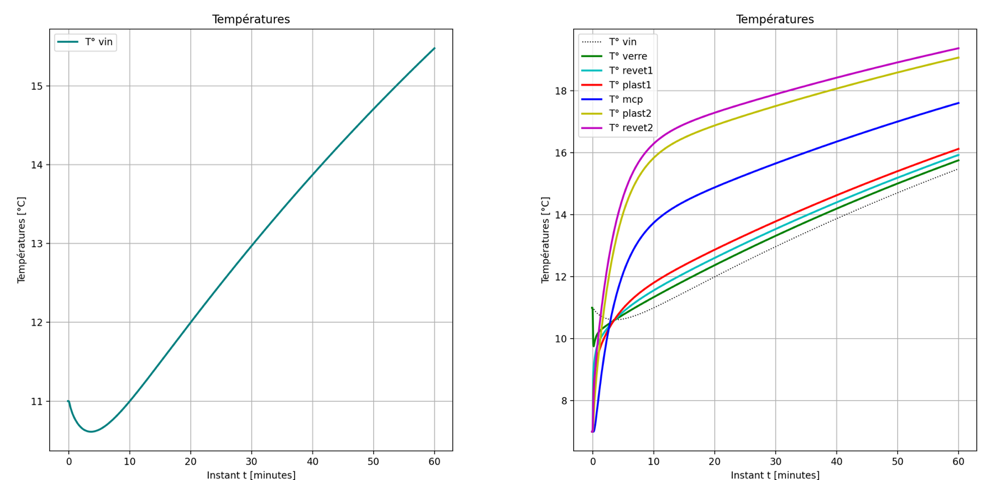 Températures
T° vin
Températures [°C]
15
14
13
12
11
0 10 20 30 40 50 60
Instant t [minutes]
Températures
T° vin
T° verre
T° revet1
T° plast1
T° mcp
T° plast2
T° revet2
Températures [°C]
18
16
14
12
10
8
0 10 20 30 40 50 60
Instant t [minutes]